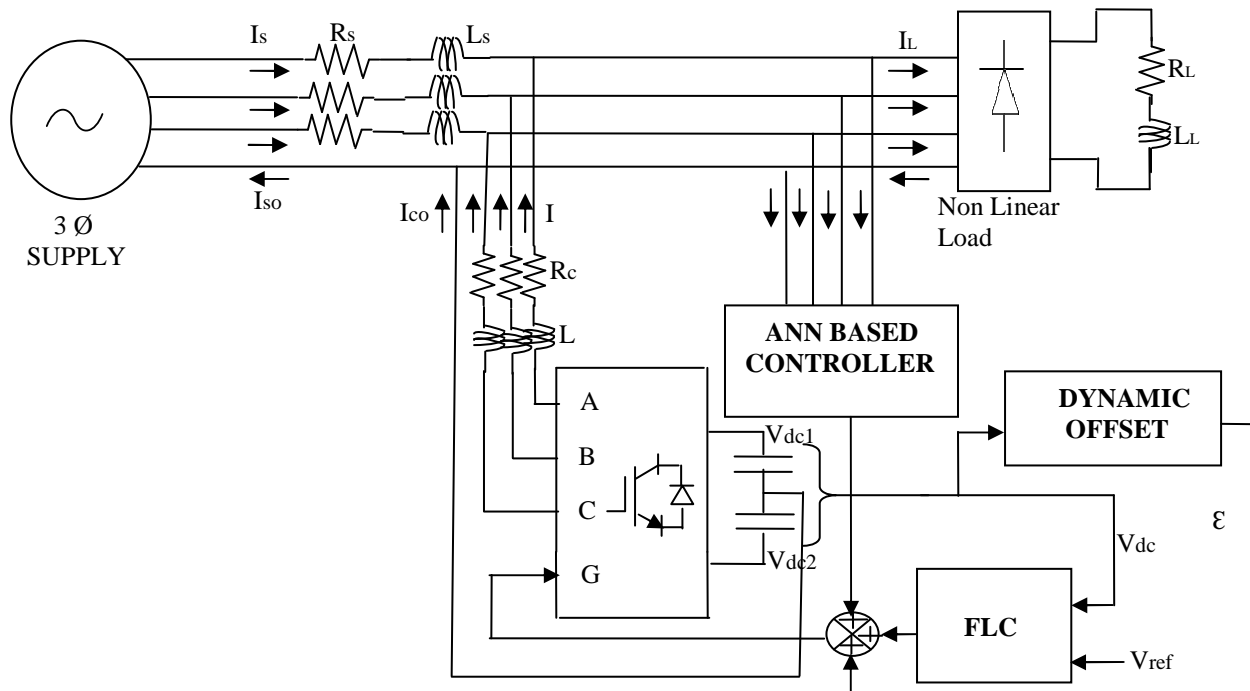 Is
Rs
Ls
IL
RL
LL
Iso
Ico
I
3 Ø
SUPPLY
Non Linear
Load
Rc
L
ANN BASED
CONTROLLER
DYNAMIC
OFFSET
A
B
C
G
Vdc1
Vdc2
ε
Vdc
FLC
Vref
+
+
+